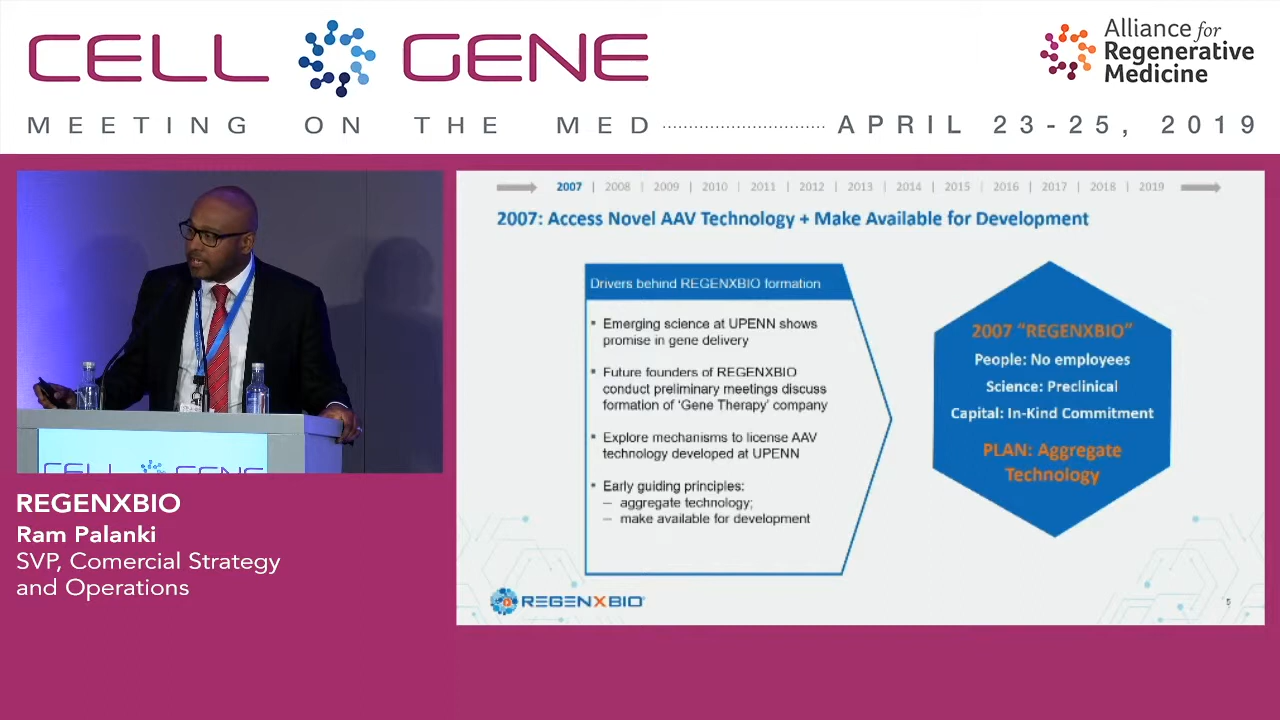 CELL GENE
MEETING ON THE MED
APRIL 23-25, 2019
Alliance for
Regenerative
Medicine
2007 | 2008 | 2009 | 2010 | 2011 | 2012 | 2013 | 2014 | 2015 | 2016 | 2017 | 2018 | 2019
2007: Access Novel AAV Technology + Make Available for Development
Drivers behind REGENXBIO formation
▪ Emerging science at UPENN shows
promise in gene delivery
▪ Future founders of REGENXBIO
conduct preliminary meetings discuss
formation of ‘Gene Therapy’ company
▪ Explore mechanisms to license AAV
technology developed at UPENN
▪ Early guiding principles:
– aggregate technology;
– make available for development
2007 “REGENXBIO”
People: No employees
Science: Preclinical
Capital: In-Kind Commitment
PLAN: Aggregate
Technology
REGENXBIO
5
CELL GENE
REGENXBIO
Ram Palanki
SVP, Comercial Strategy
and Operations